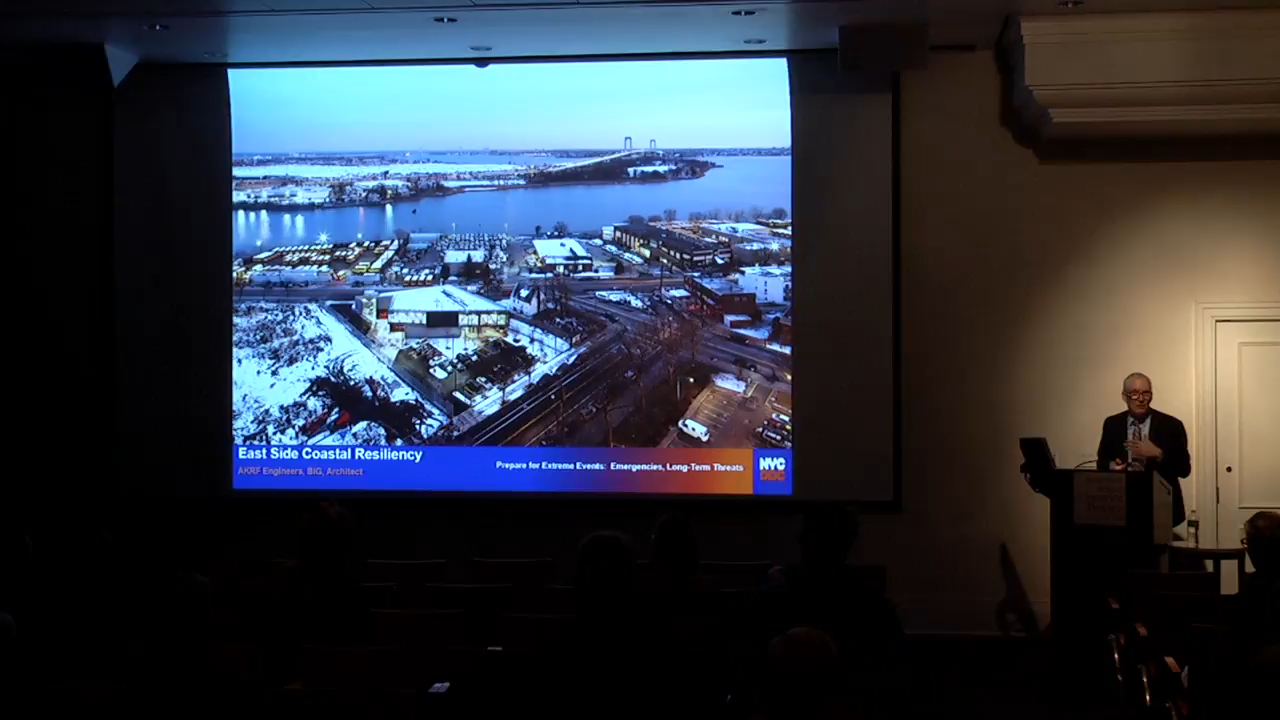 East Side Coastal Resiliency
AKRF Engineers, BIG, Architect
Prepare for Extreme Events: Emergencies, Long-Term Threats
NYC
DDC